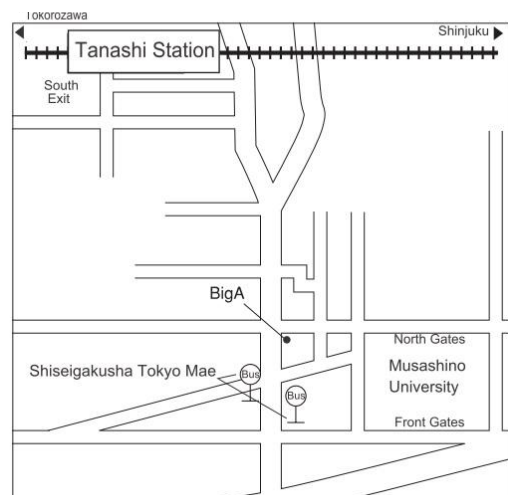 Tokorozawa
Shinjuku
Tanashi Station
South
Exit
BigA
North Gates
Shiseigakusha Tokyo Mae
Bus
Musashino
University
Bus
Front Gates